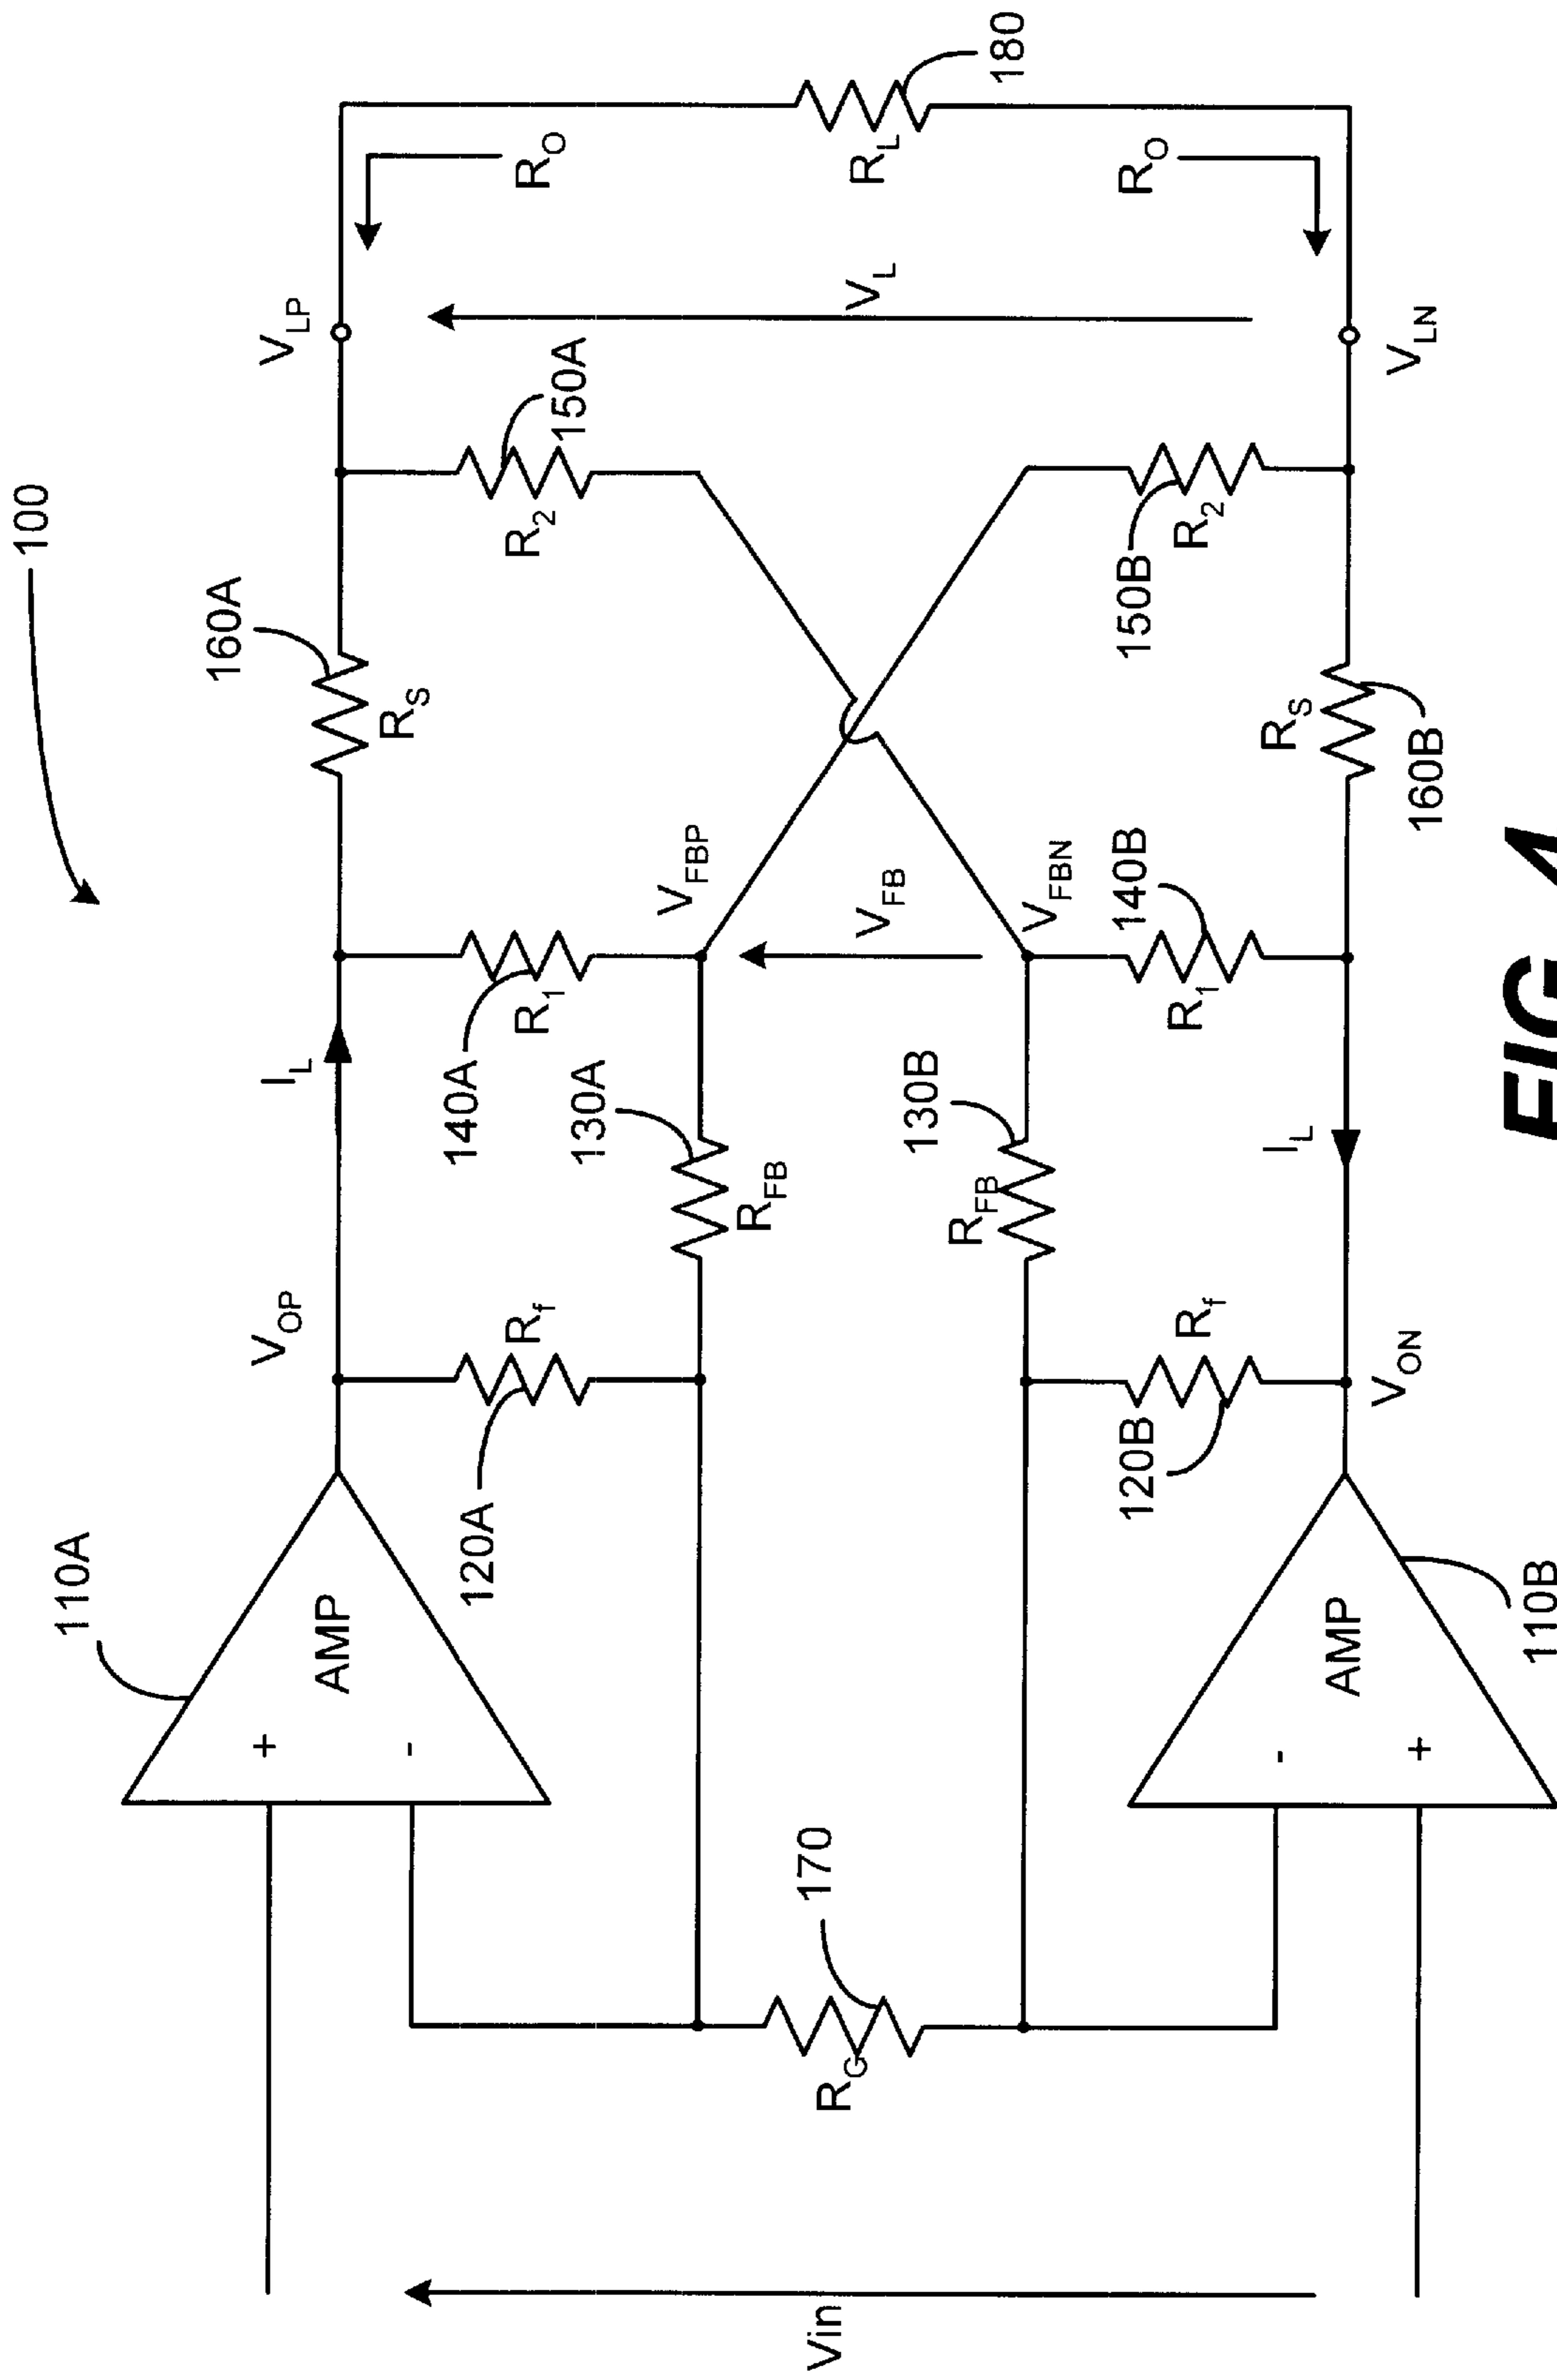 100
160A
R_S
V_LP
110A
AMP
+
-
V_OP
I_L
120A
R_f
140A
R_1
130A
R_FB
V_FBP
150A
R_2
R_O
180
R_L
V_L
V_FB
Vin
170
R_G
130B
R_FB
V_FBN
140B
R_1
150B
R_2
R_O
120B
R_f
I_L
R_S
160B
V_LN
AMP
-
+
110B
V_ON
FIG. 4